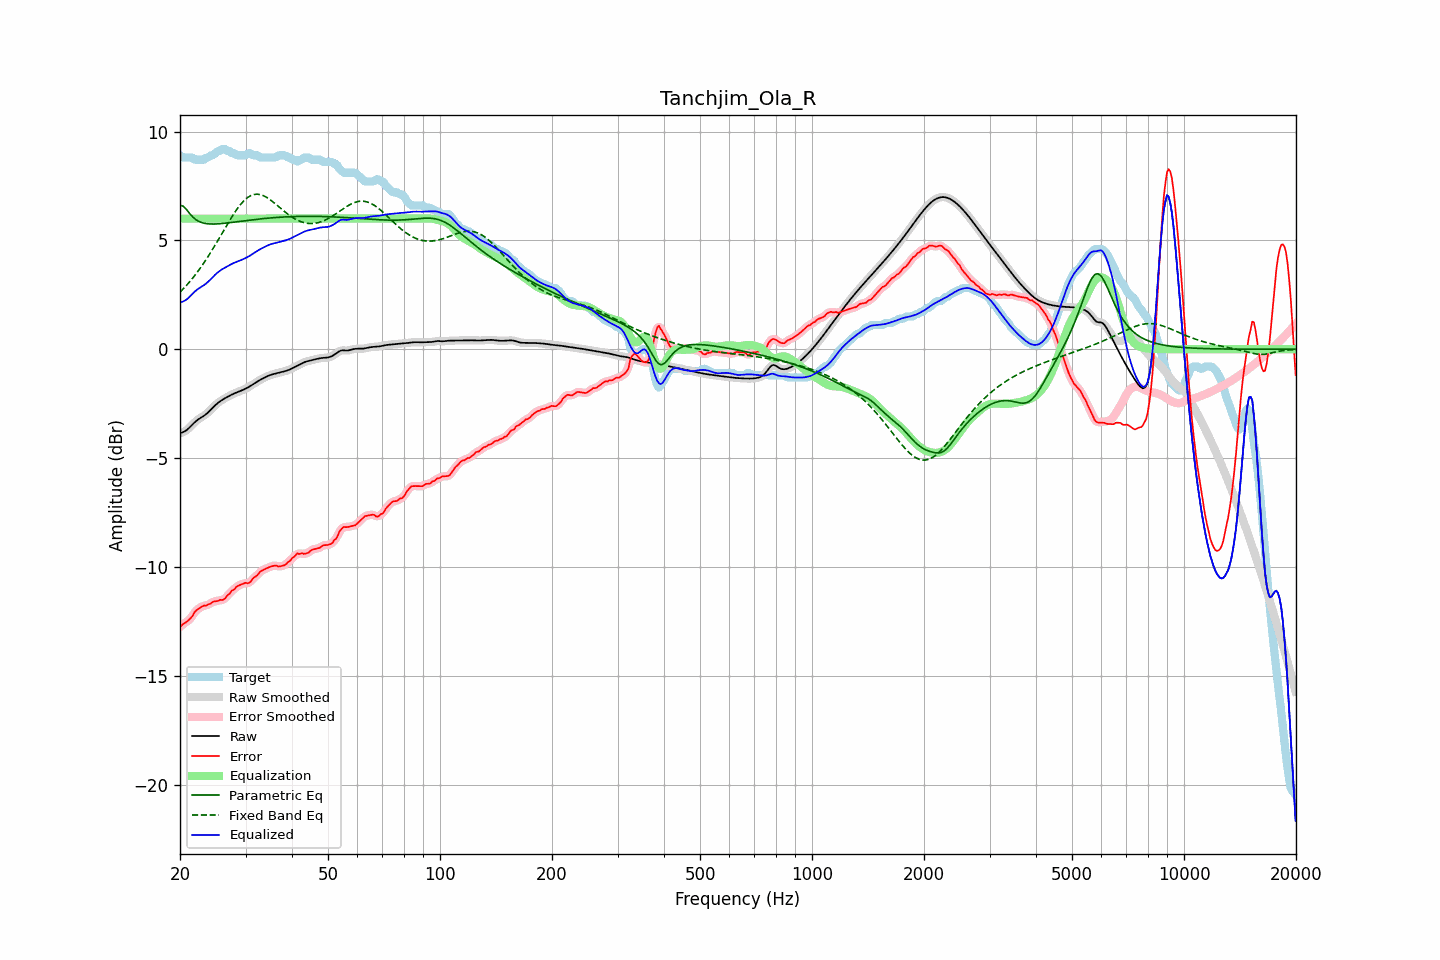 Tanchjim_Ola_R
Amplitude (dBr)
10
5
0
−5
−10
−15
−20
Target
Raw Smoothed
Error Smoothed
Raw
Error
Equalization
Parametric Eq
Fixed Band Eq
Equalized
20 50 100 200 500 1000 2000 5000 10000 20000
Frequency (Hz)